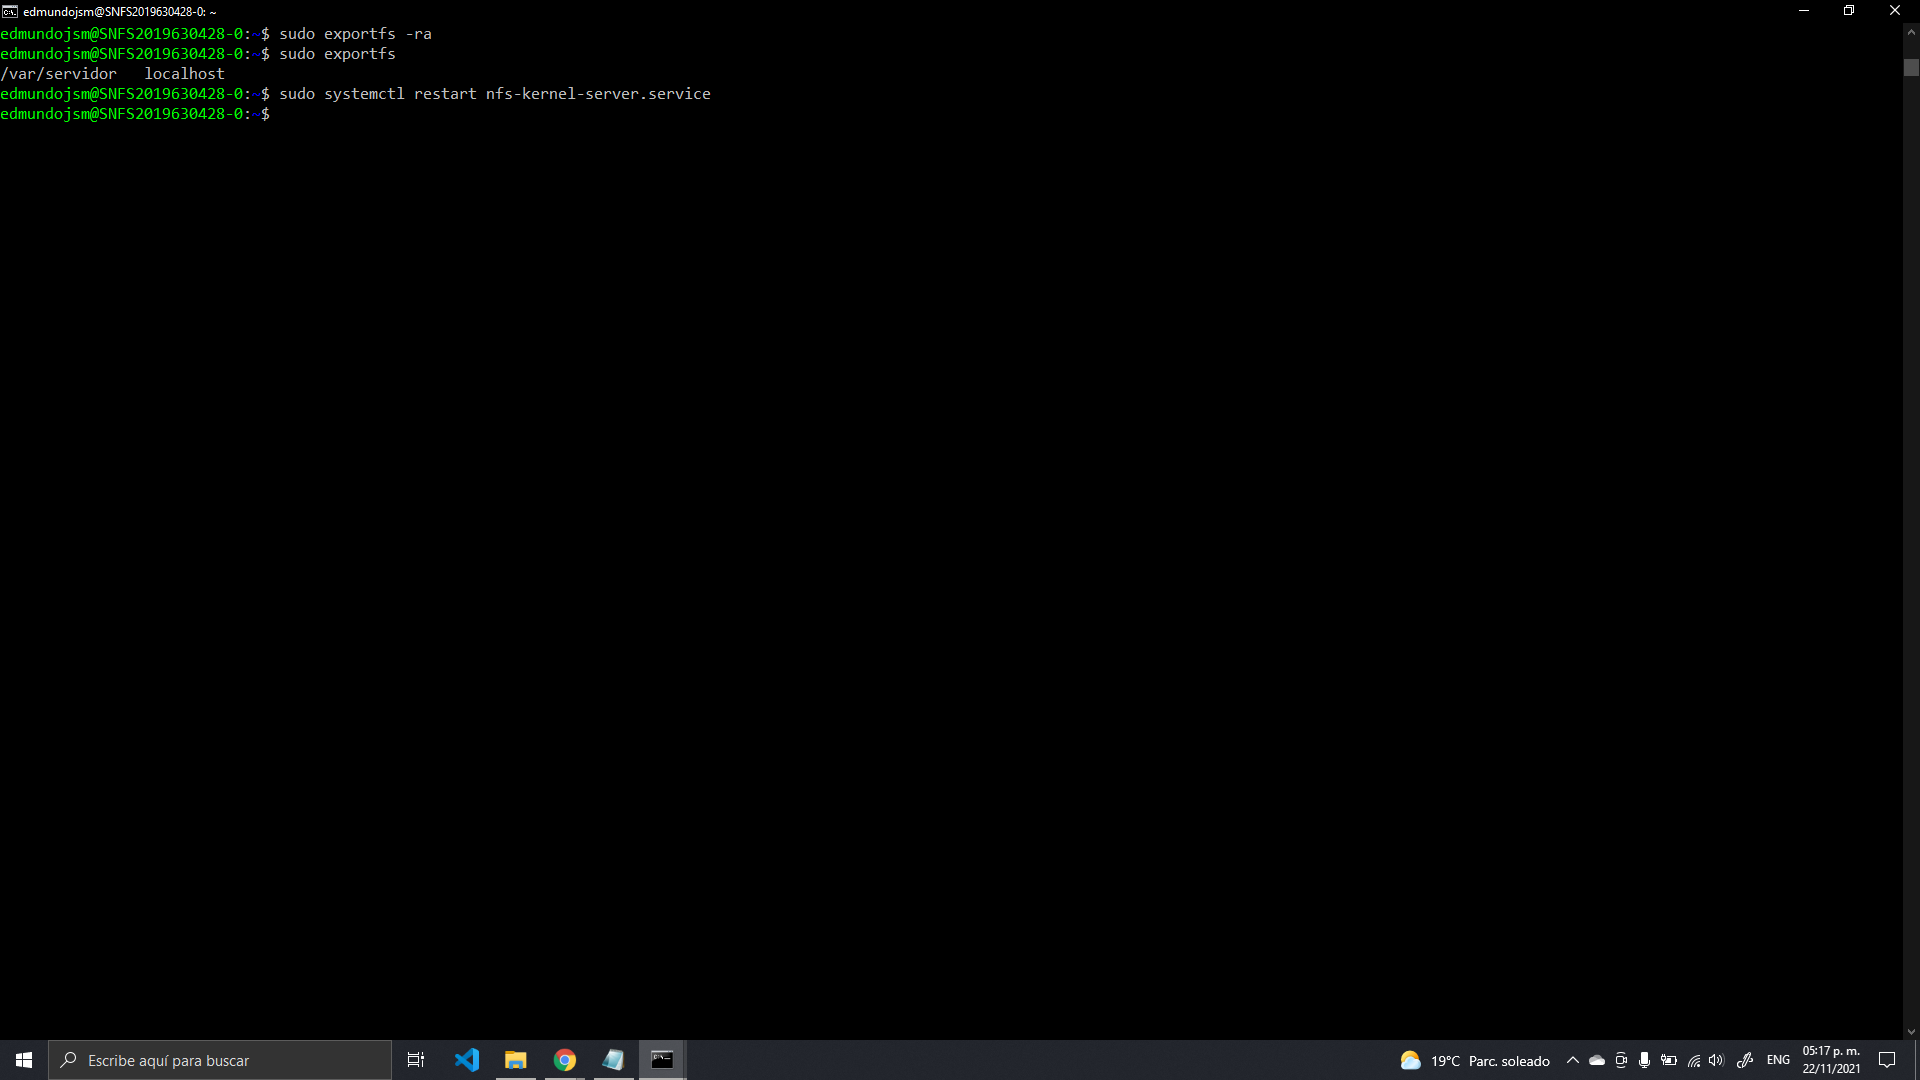 edmundojsm@SNFS2019630428-0: ~
edmundojsm@SNFS2019630428-0:~$ sudo exportfs -ra
edmundojsm@SNFS2019630428-0:~$ sudo exportfs
/var/servidor   localhost
edmundojsm@SNFS2019630428-0:~$ sudo systemctl restart nfs-kernel-server.service
edmundojsm@SNFS2019630428-0:~$
Escribe aquí para buscar
19°C Parc. soleado
ENG
05:17 p. m.
22/11/2021